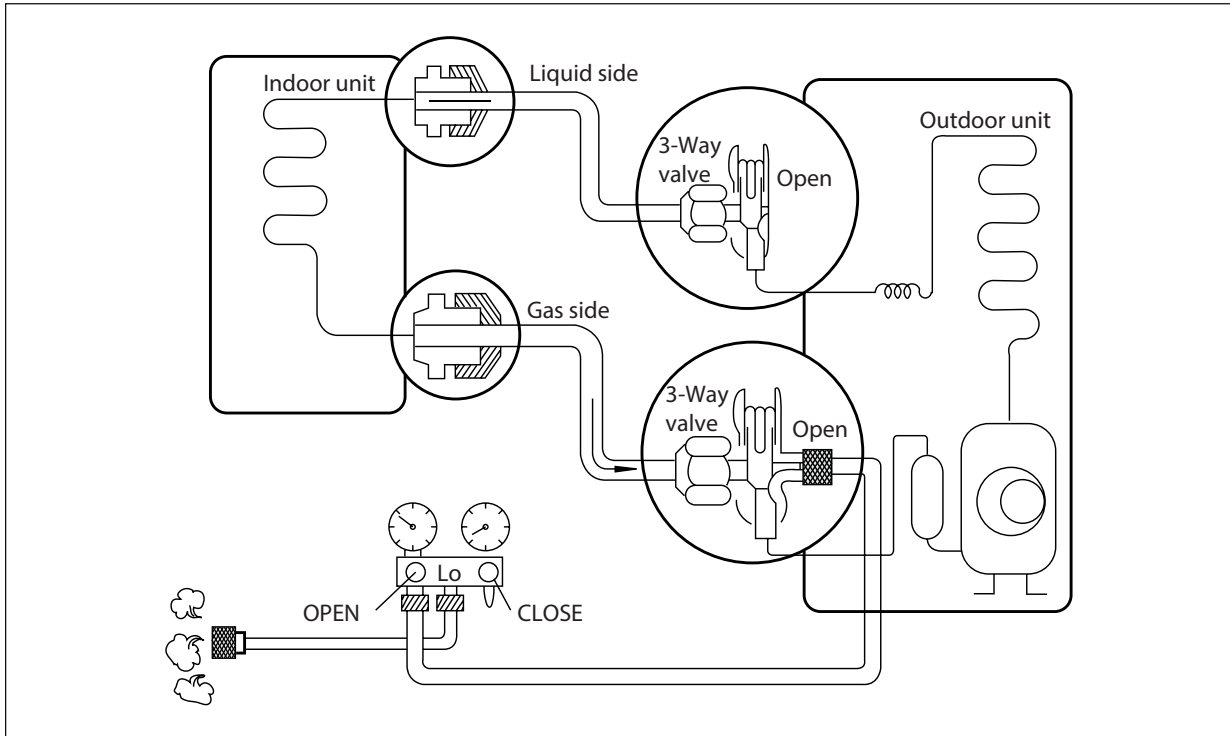 Indoor unit
Liquid side
3-Way
valve
Open
Outdoor unit
Gas side
3-Way
valve
Open
Lo
OPEN
CLOSE